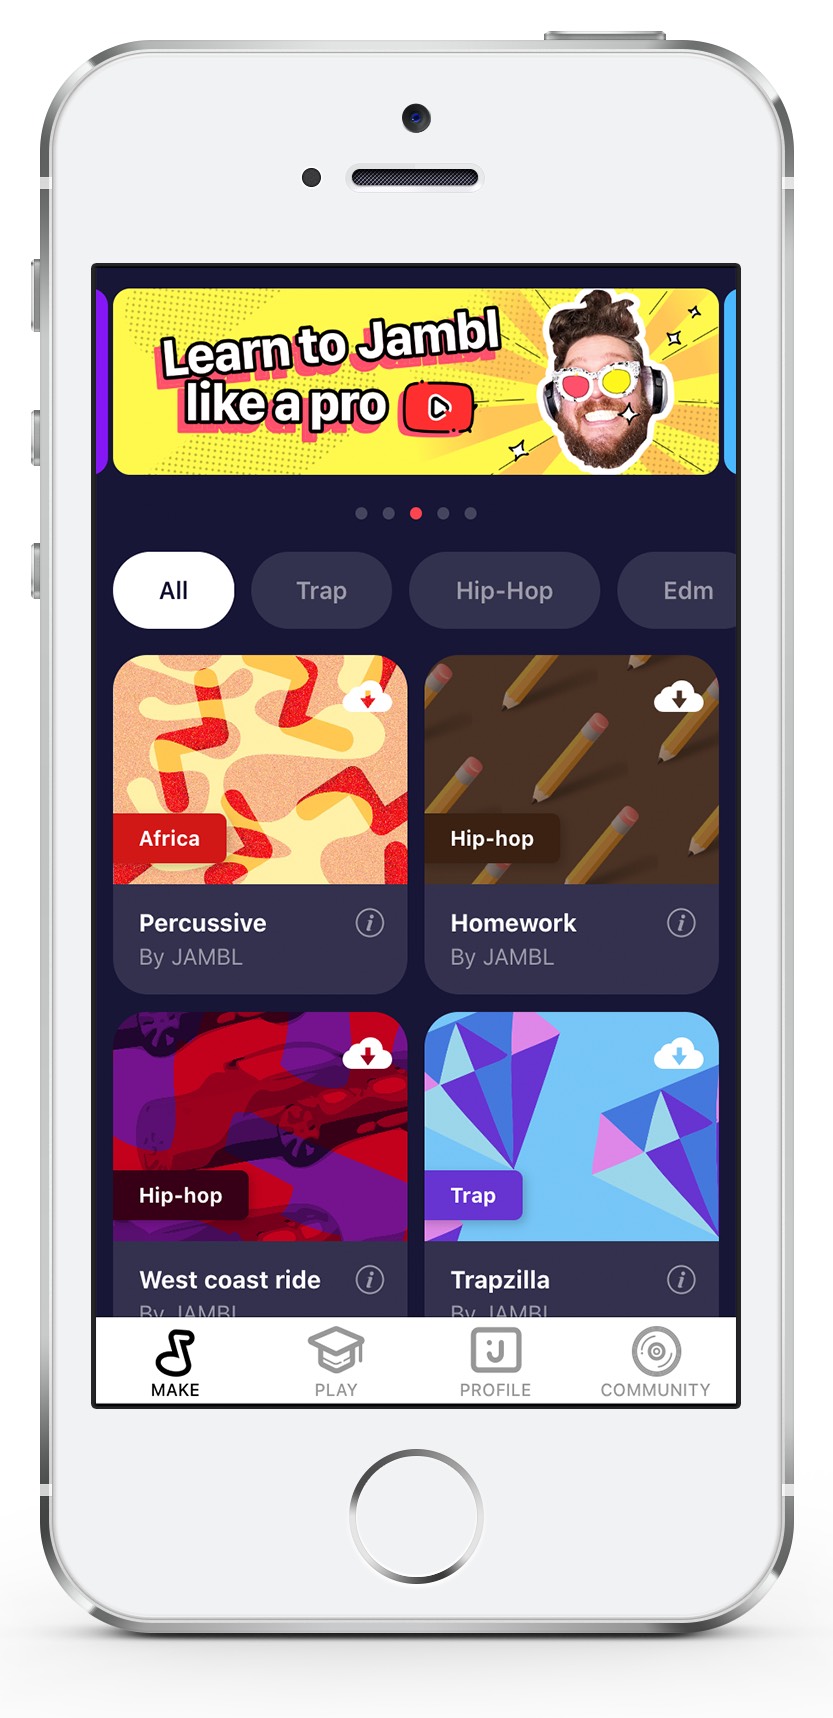 Learn to Jambl
like a pro
All
Trap
Hip-Hop
Edm
Africa
Hip-hop
Percussive
By JAMBL
Homework
By JAMBL
Hip-hop
Trap
West coast ride
By JAMBL
Trapzilla
By JAMBL
MAKE
PLAY
PROFILE
COMMUNITY